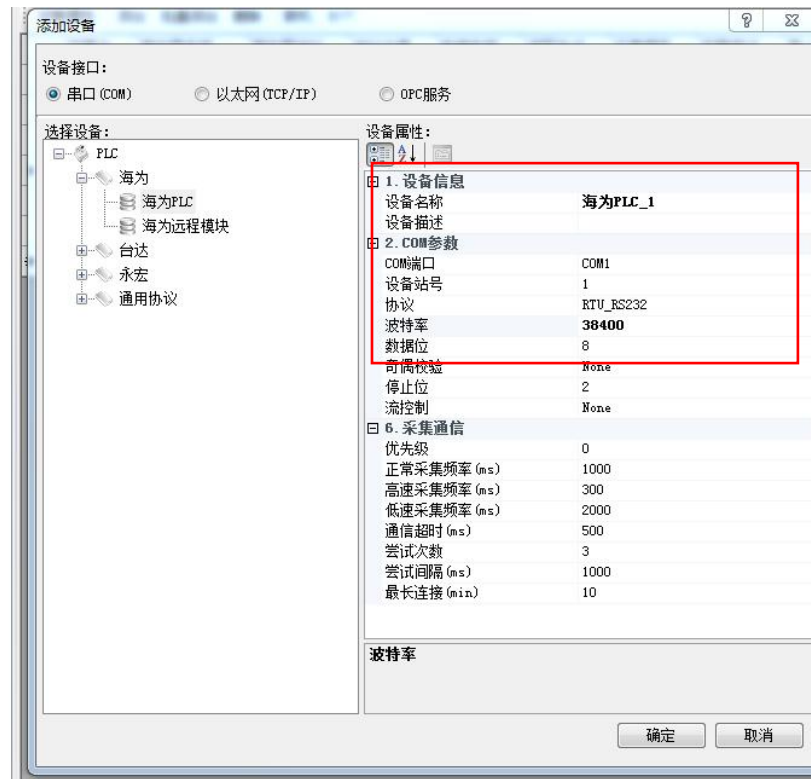 添加设备
设备接口：
串口(COM) 以太网(TCP/IP) OPC服务
选择设备：
PLC
海为
海为PLC
海为远程模块
台达
永宏
通用协议
设备属性：
1.设备信息
设备名称 海为PLC_1
设备描述
2.COM参数
COM端口 COM1
设备站号 1
协议 RTU_RS232
波特率 38400
数据位 8
奇偶校验 None
停止位 2
流控制 None
6.采集通信
优先级 0
正常采集频率(ms) 1000
高速采集频率(ms) 300
低速采集频率(ms) 2000
通信超时(ms) 500
尝试次数 3
尝试间隔(ms) 1000
最长连接(min) 10
波特率
确定 取消